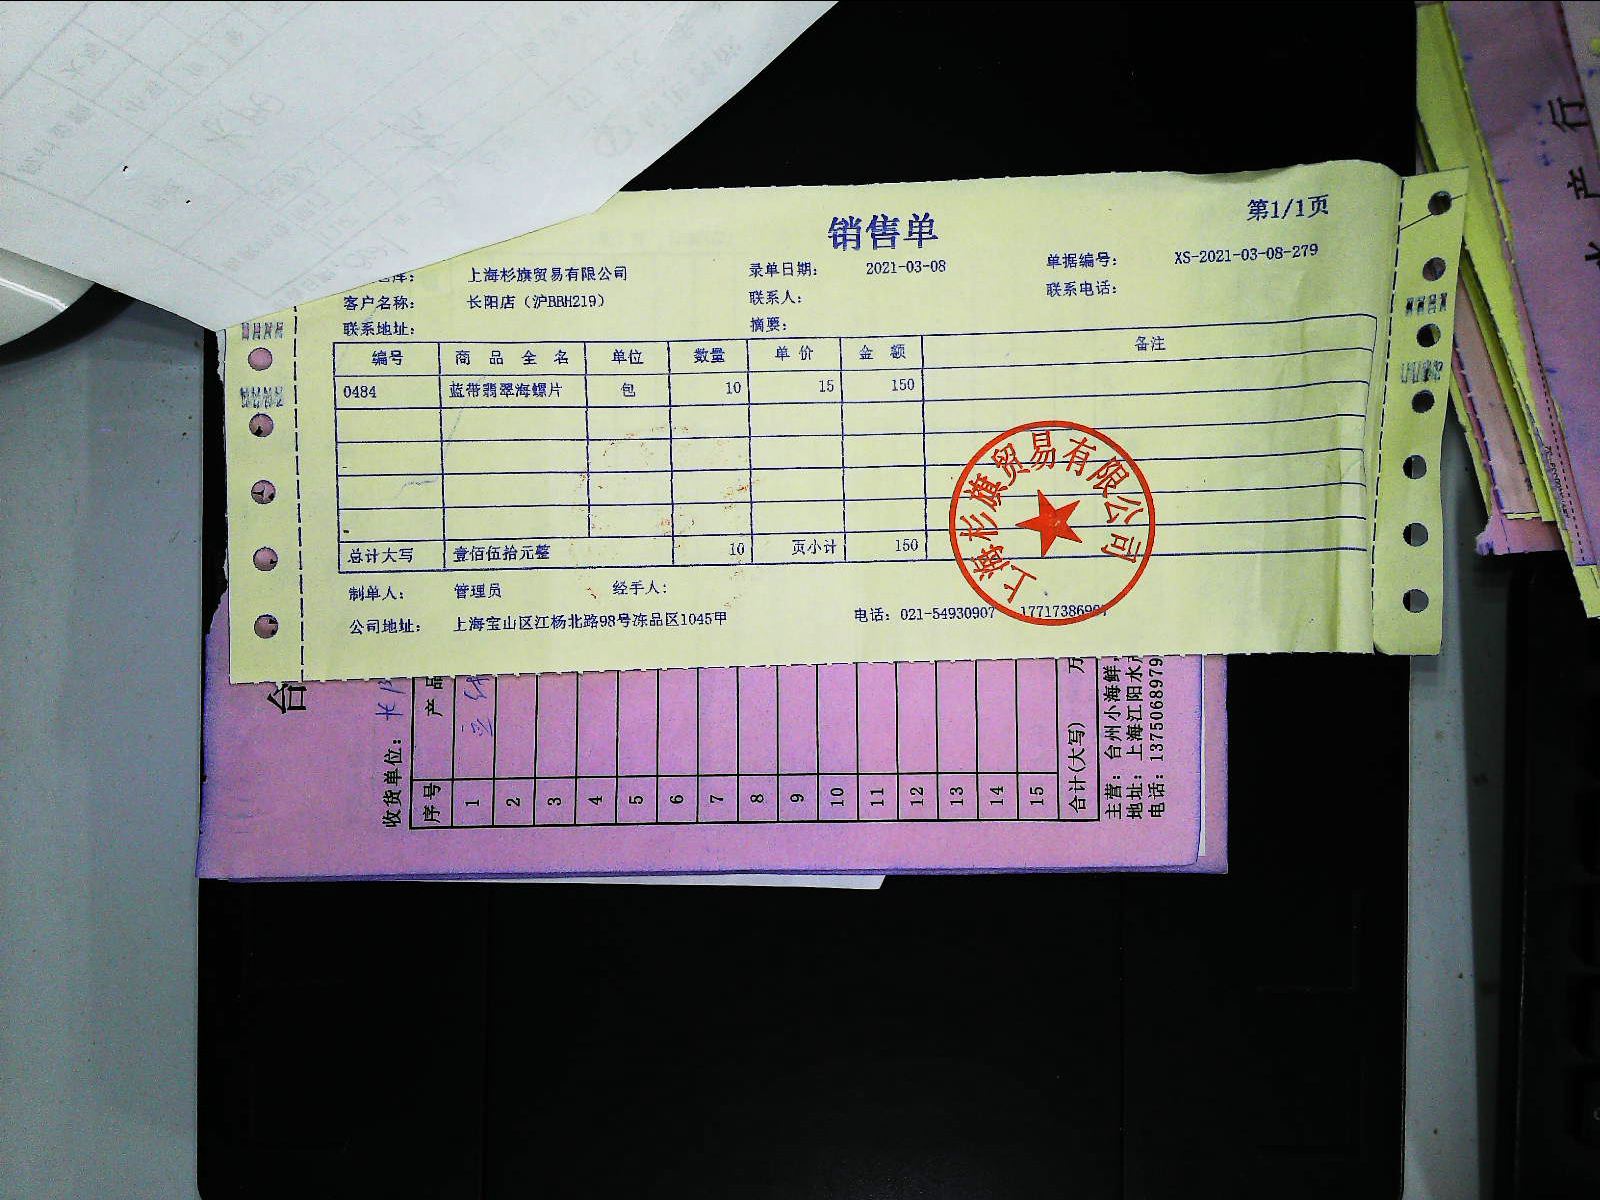 销售单
第1/1页
库： 上海杉旗贸易有限公司 录单日期： 2021-03-08 单据编号： XS-2021-03-08-279
客户名称： 长阳店（沪BBH219） 联系人： 联系电话：
联系地址： 摘要：
编号 商品全名 单位 数量 单价 金额 备注
0484 蓝带翡翠海螺片 包 10 15 150
总计大写 壹佰伍拾元整 10 页小计 150
制单人： 管理员 经手人：
公司地址： 上海宝山区江杨北路98号冻品区1045甲 电话：021-54930907
上海杉旗贸易有限公司
台
收货单位：
序号 产品
1
2
3
4
5
6
7
8
9
10
11
12
13
14
15
合计(大写) 万
主营：台州小海鲜，
地址：上海江阳水
电话：1375068979